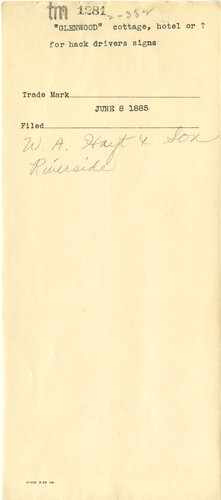 tm 1281 2-382
"GLENWOOD" cottage, hotel or ?
for hack drivers signs
Trade Mark
JUNE 8 1885
Filed
W. A. Hayt & Son
Riverside